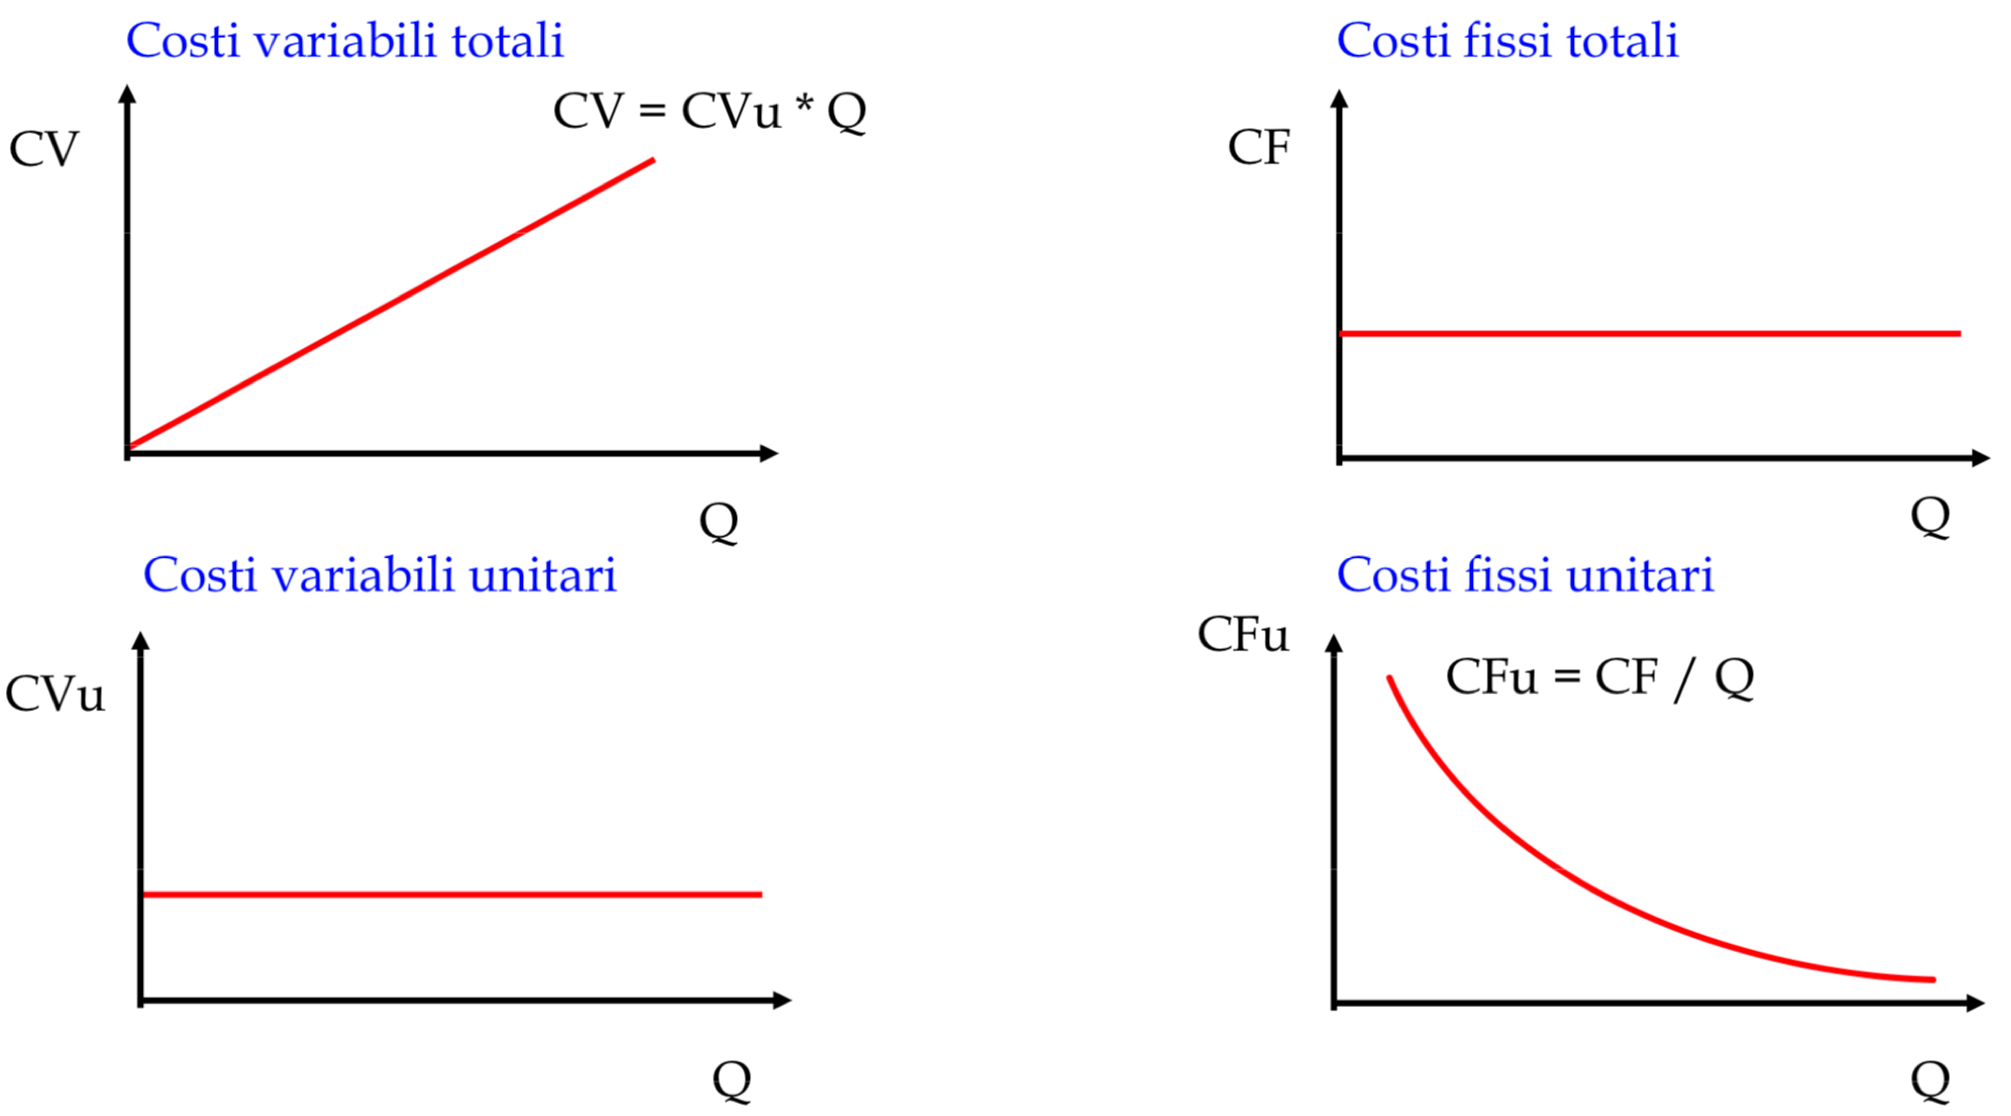 Costi variabili totali
CV = CVu * Q
CV
Q
Costi fissi totali
CF
Q
Costi variabili unitari
CVu
Q
Costi fissi unitari
CFu
CFu = CF / Q
Q